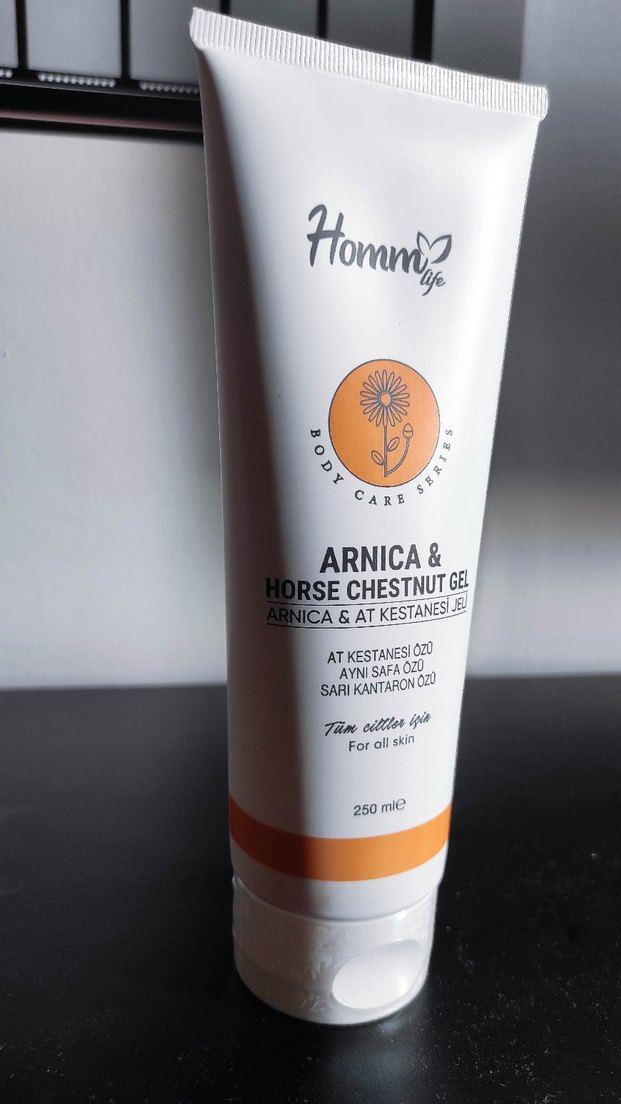 Homm
life
BODY CARE SERIES
ARNICA &
HORSE CHESTNUT GEL
ARNICA & AT KESTANESİ JELİ
AT KESTANESİ ÖZÜ
AYNI SAFA ÖZÜ
SARI KANTARON ÖZÜ
Tüm ciltler için
For all skin
250 ml℮